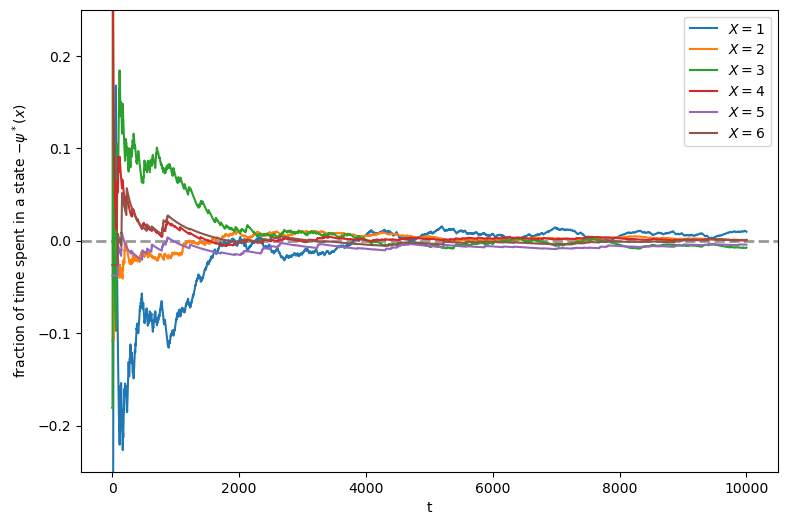 0.2
0.1
0.0
−0.1
−0.2
fraction of time spent in a state −ψ*(x)
0
2000
4000
6000
8000
10000
t
X = 1
X = 2
X = 3
X = 4
X = 5
X = 6